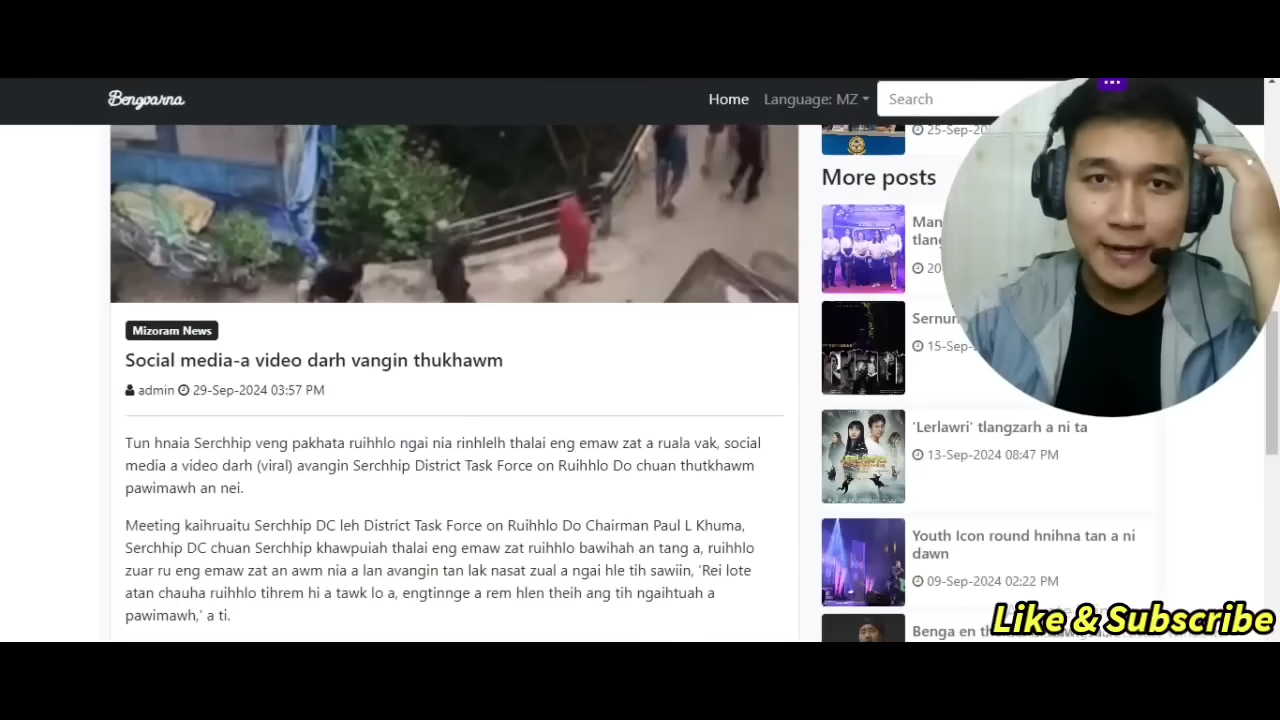 Bengvarna
Home
Language: MZ
Search
25-Sep-20
More posts
Man
tlang
20
Sernun
15-Sep-
'Lerlawri' tlangzarh a ni ta
13-Sep-2024 08:47 PM
Youth Icon round hnihna tan a ni
dawn
09-Sep-2024 02:22 PM
Benga en th
Mizoram News
Social media-a video darh vangin thukhawm
admin 29-Sep-2024 03:57 PM
Tun hnaia Serchhip veng pakhata ruihhlo ngai nia rinhlelh thalai eng emaw zat a ruala vak, social
media a video darh (viral) avangin Serchhip District Task Force on Ruihhlo Do chuan thutkhawm
pawimawh an nei.
Meeting kaihruaitu Serchhip DC leh District Task Force on Ruihhlo Do Chairman Paul L Khuma,
Serchhip DC chuan Serchhip khawpuiah thalai eng emaw zat ruihhlo bawihah an tang a, ruihhlo
zuar ru eng emaw zat an awm nia a lan avangin tan lak nasat zual a ngai hle tih sawiin, 'Rei lote
atan chauha ruihhlo tihrem hi a tawk lo a, engtinnge a rem hlen theih ang tih ngaihtuah a
pawimawh,' a ti.
Like & Subscribe